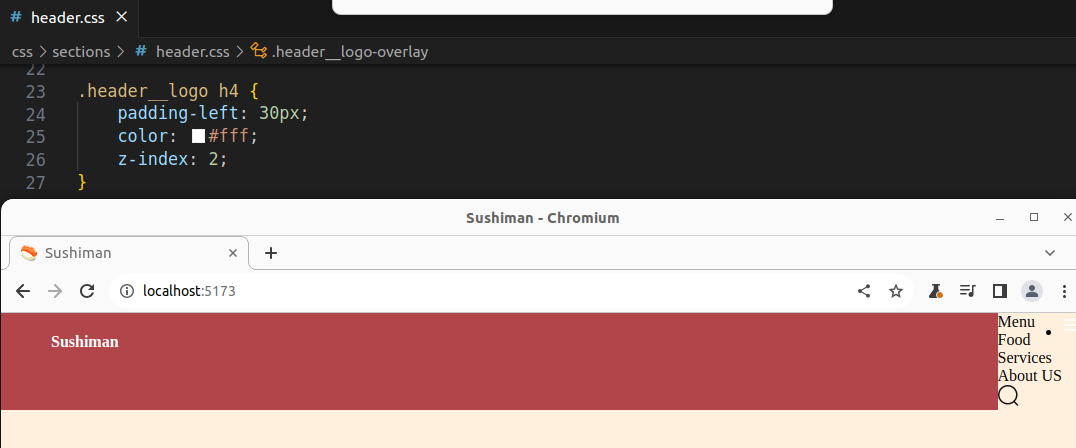 # header.css ×
css > sections > # header.css > .header__logo-overlay
22
23 .header__logo h4 {
24 padding-left: 30px;
25 color: #fff;
26 z-index: 2;
27 }
Sushiman - Chromium
Sushiman
localhost:5173
Sushiman
Menu
Food
Services
About US